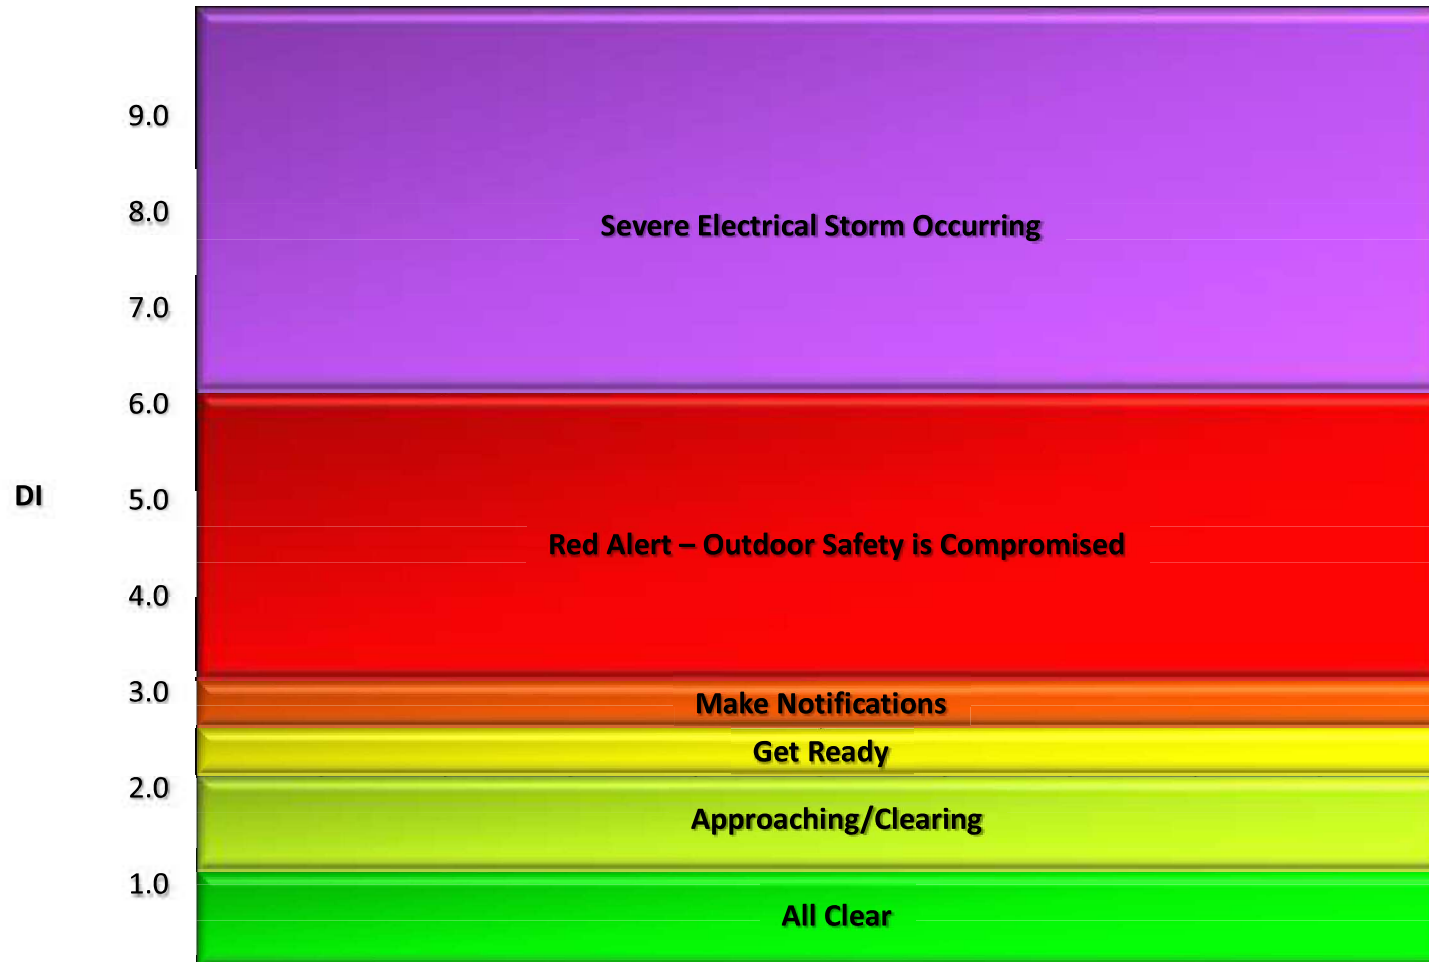 9.0
8.0
Severe Electrical Storm Occurring
7.0
6.0
DI
5.0
Red Alert – Outdoor Safety is Compromised
4.0
3.0
Make Notifications
Get Ready
2.0
Approaching/Clearing
1.0
All Clear